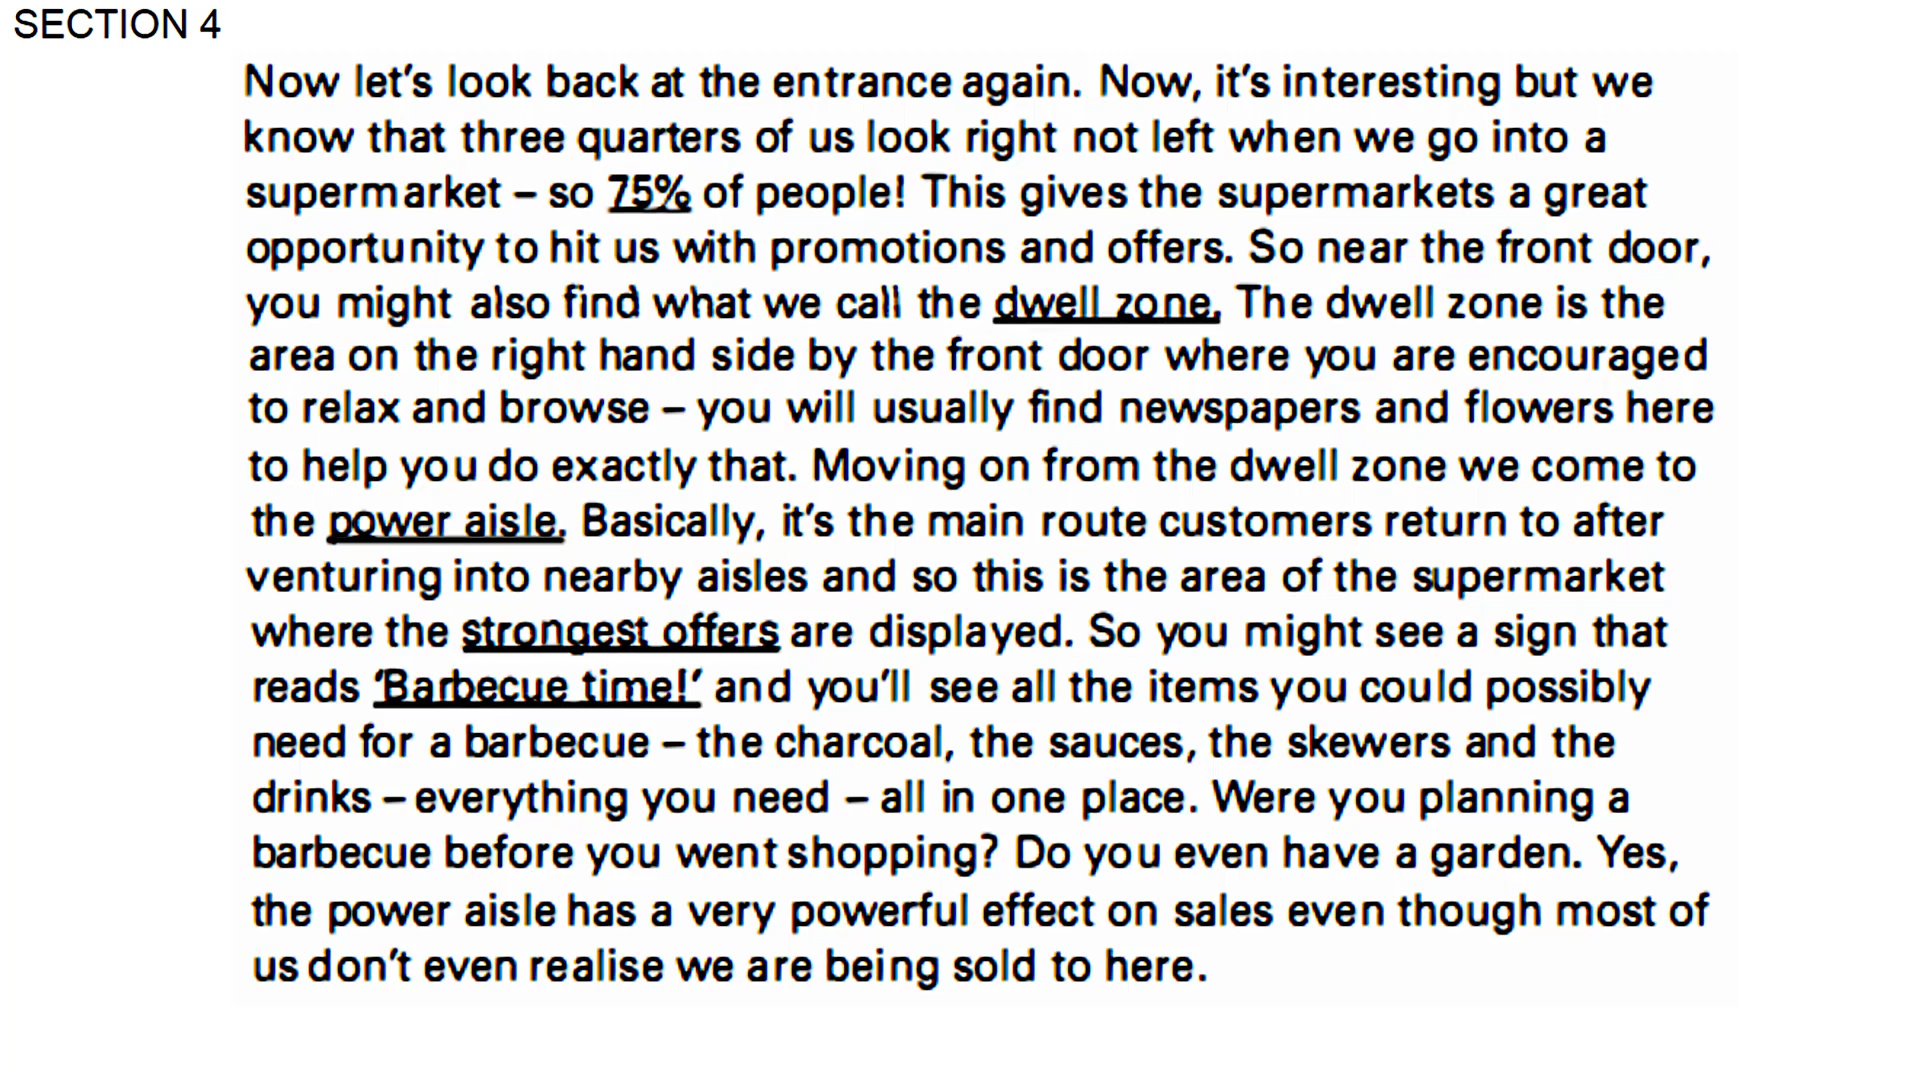 SECTION 4
Now let's look back at the entrance again. Now, it's interesting but we
know that three quarters of us look right not left when we go into a
supermarket – so 75% of people! This gives the supermarkets a great
opportunity to hit us with promotions and offers. So near the front door,
you might also find what we call the dwell zone. The dwell zone is the
area on the right hand side by the front door where you are encouraged
to relax and browse – you will usually find newspapers and flowers here
to help you do exactly that. Moving on from the dwell zone we come to
the power aisle. Basically, it's the main route customers return to after
venturing into nearby aisles and so this is the area of the supermarket
where the strongest offers are displayed. So you might see a sign that
reads 'Barbecue time!' and you'll see all the items you could possibly
need for a barbecue – the charcoal, the sauces, the skewers and the
drinks – everything you need – all in one place. Were you planning a
barbecue before you went shopping? Do you even have a garden. Yes,
the power aisle has a very powerful effect on sales even though most of
us don't even realise we are being sold to here.